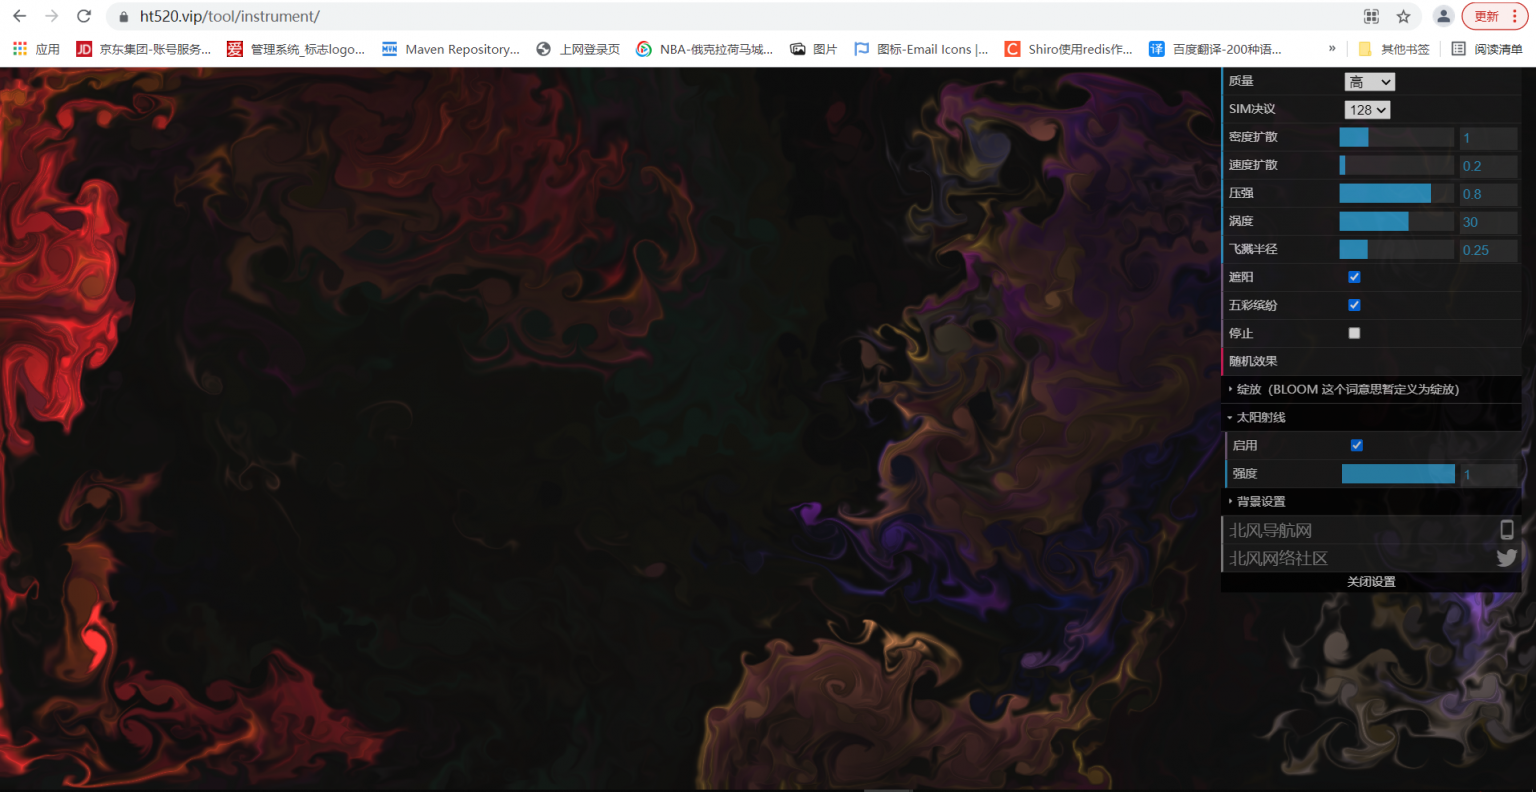 ht520.vip/tool/instrument/
更新
应用
JD 京东集团-账号服务...
爱 管理系统_标志logo...
MVN Maven Repository...
上网登录页
NBA-俄克拉荷马城...
图片
图标-Email Icons |...
C Shiro使用redis作...
译 百度翻译-200种语...
»
其他书签
阅读清单
质量 高
SIM决议 128
密度扩散 1
速度扩散 0.2
压强 0.8
涡度 30
飞溅半径 0.25
遮阳
五彩缤纷
停止
随机效果
绽放（BLOOM 这个词意思暂定义为绽放）
太阳射线
启用
强度 1
背景设置
北风导航网
北风网络社区
关闭设置